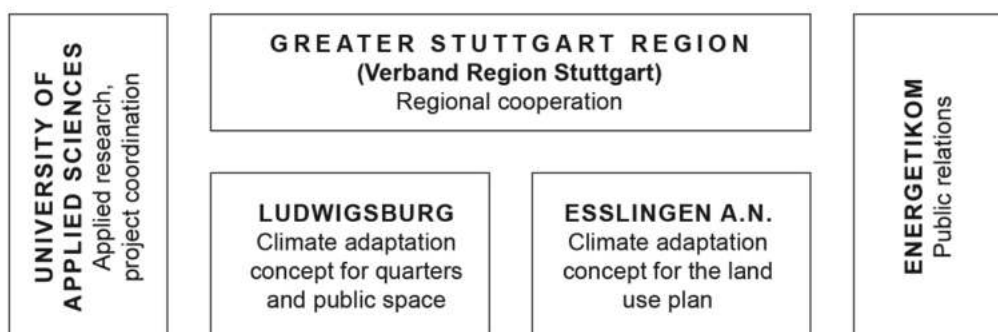 UNIVERSITY OF
APPLIED SCIENCES
Applied research,
project coordination
GREATER STUTTGART REGION
(Verband Region Stuttgart)
Regional cooperation
LUDWIGSBURG
Climate adaptation
concept for quarters
and public space
ESSLINGEN A.N.
Climate adaptation
concept for the land
use plan
ENERGETIKOM
Public relations